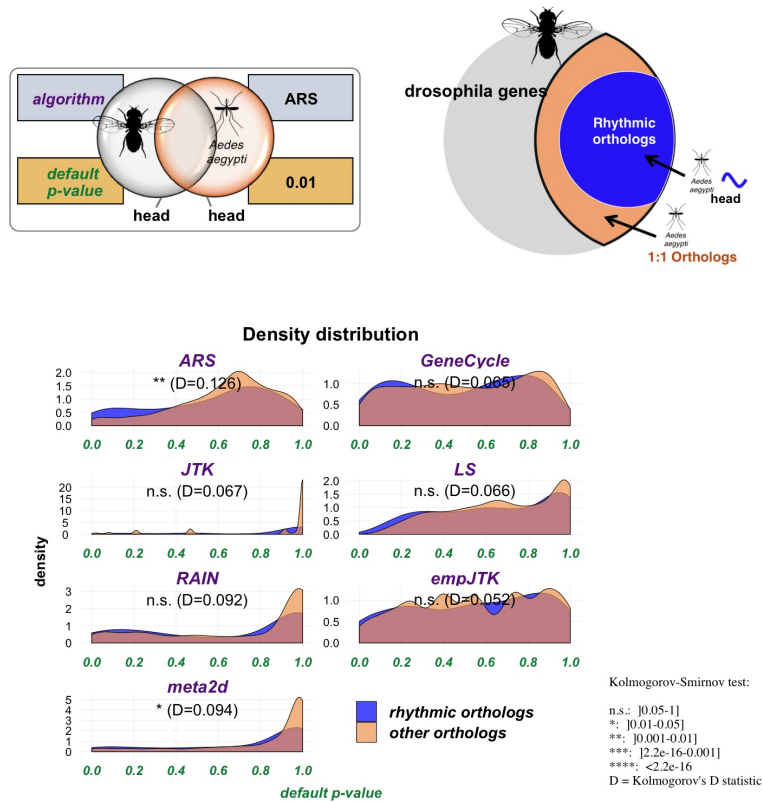 algorithm
ARS
Aedes
aegypti
default
p-value
0.01
head
head
drosophila genes
Rhythmic
orthologs
Aedes
aegypti
head
Aedes
aegypti
1:1 Orthologs
Density distribution
ARS
GeneCycle
2.0
1.5
1.0
0.5
0.0
** (D=0.126)
1.0
0.5
0.0
n.s. (D=0.065)
0.0 0.2 0.4 0.6 0.8 1.0
0.0 0.2 0.4 0.6 0.8 1.0
JTK
LS
20
15
10
5
0
n.s. (D=0.067)
2.0
1.5
1.0
0.5
0.0
n.s. (D=0.066)
0.0 0.2 0.4 0.6 0.8 1.0
0.0 0.2 0.4 0.6 0.8 1.0
density
RAIN
empJTK
3
2
1
0
n.s. (D=0.092)
1.0
0.5
0.0
n.s. (D=0.052)
0.0 0.2 0.4 0.6 0.8 1.0
0.0 0.2 0.4 0.6 0.8 1.0
meta2d
5
4
3
2
1
0
* (D=0.094)
0.0 0.2 0.4 0.6 0.8 1.0
default p-value
rhythmic orthologs
other orthologs
Kolmogorov-Smirnov test:
n.s.: ]0.05-1]
*: ]0.01-0.05]
**: ]0.001-0.01]
***: ]2.2e-16-0.001]
****: <2.2e-16
D = Kolmogorov's D statistic